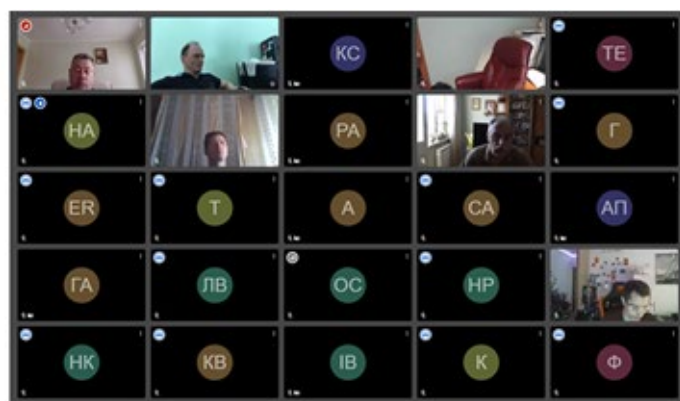 КС
ТЕ
НА
РА
Г
ER
Т
А
СА
АП
ГА
ЛВ
ОС
НР
НК
КВ
ІВ
К
Ф